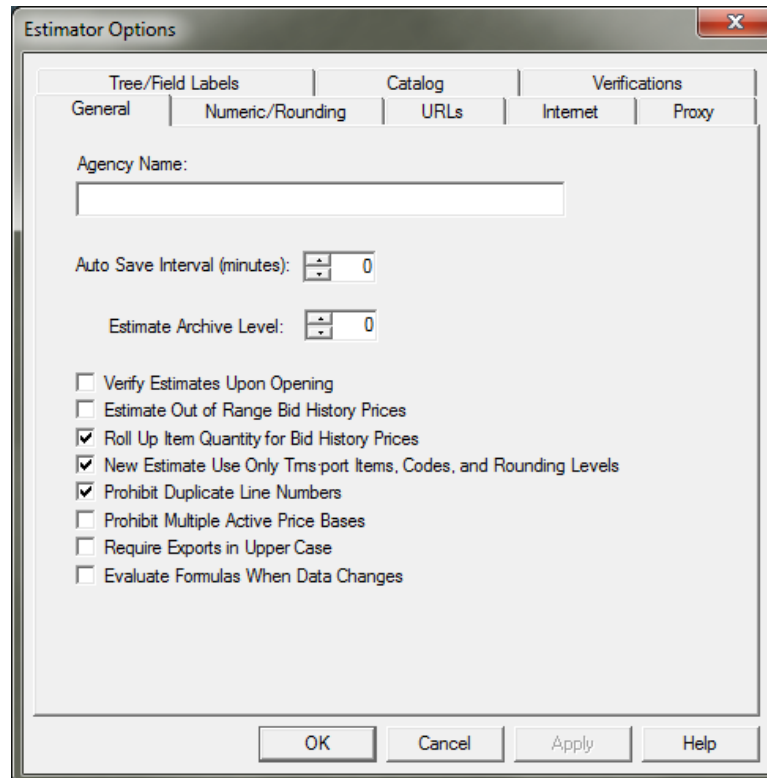 Estimator Options
Tree/Field Labels Catalog Verifications
General Numeric/Rounding URLs Internet Proxy
Agency Name:
Auto Save Interval (minutes): 0
Estimate Archive Level: 0
Verify Estimates Upon Opening
Estimate Out of Range Bid History Prices
Roll Up Item Quantity for Bid History Prices
New Estimate Use Only Trns·port Items, Codes, and Rounding Levels
Prohibit Duplicate Line Numbers
Prohibit Multiple Active Price Bases
Require Exports in Upper Case
Evaluate Formulas When Data Changes
OK Cancel Apply Help